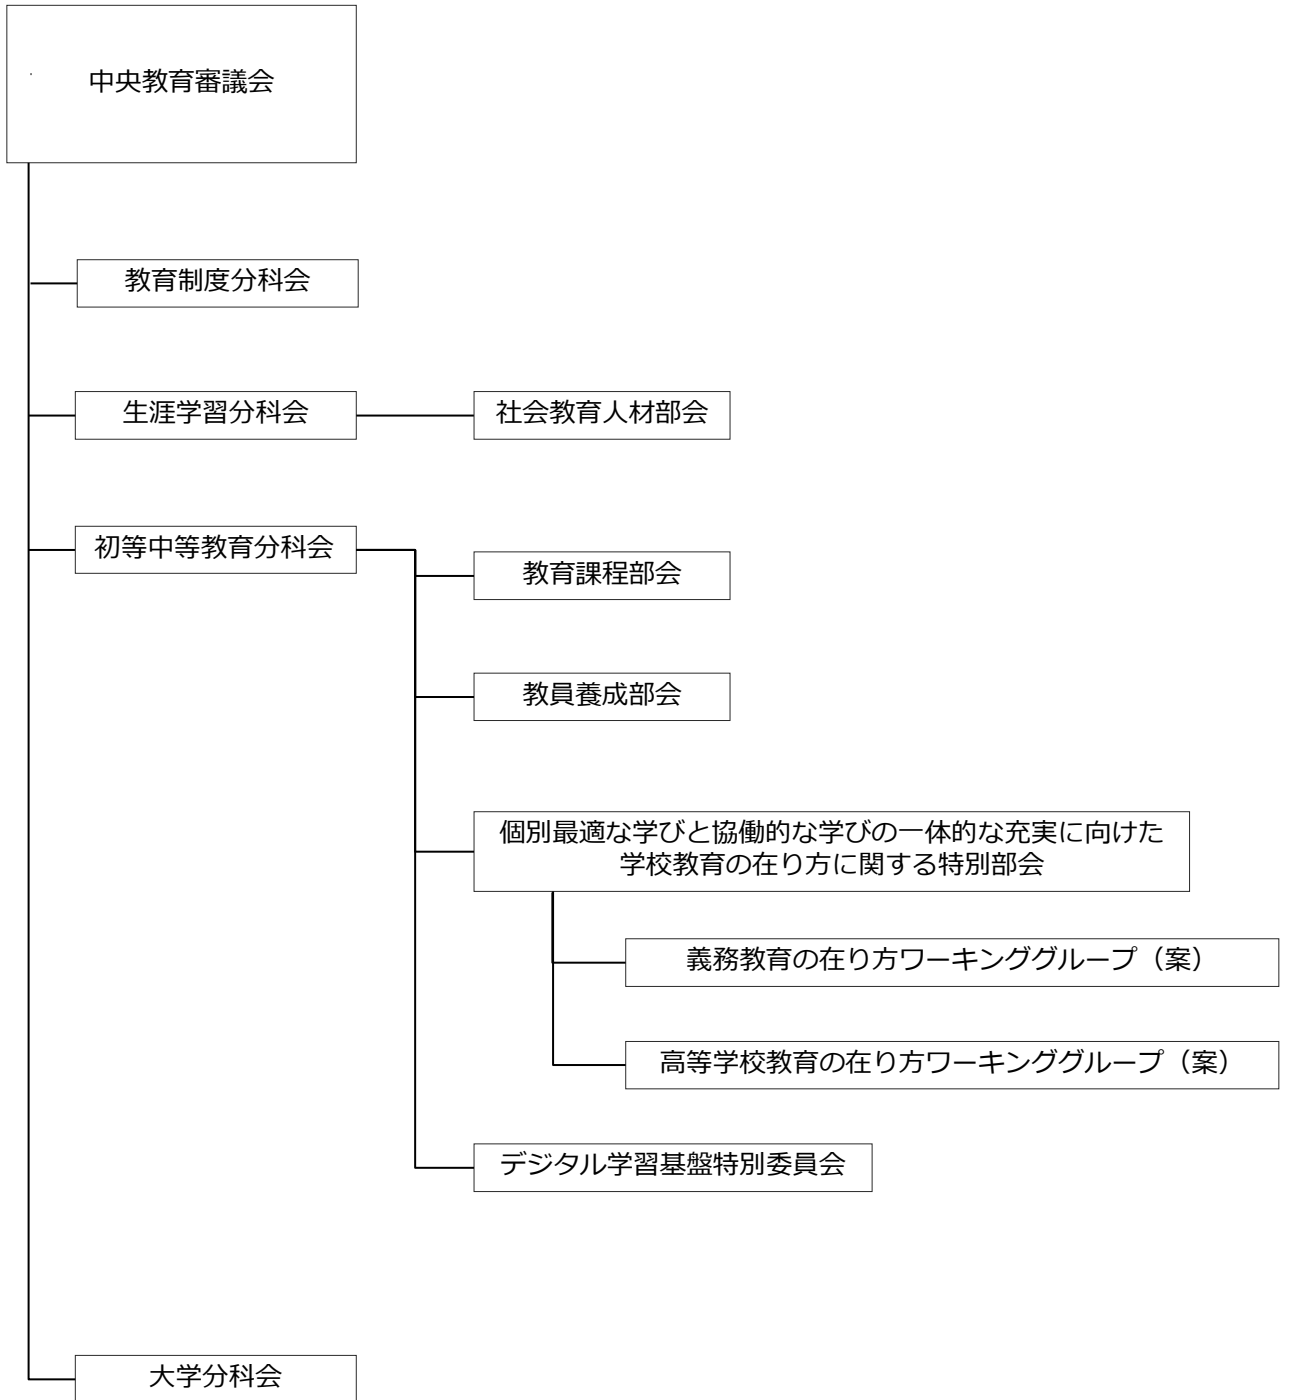 中央教育審議会
教育制度分科会
生涯学習分科会
社会教育人材部会
初等中等教育分科会
教育課程部会
教員養成部会
個別最適な学びと協働的な学びの一体的な充実に向けた
学校教育の在り方に関する特別部会
義務教育の在り方ワーキンググループ（案）
高等学校教育の在り方ワーキンググループ（案）
デジタル学習基盤特別委員会
大学分科会